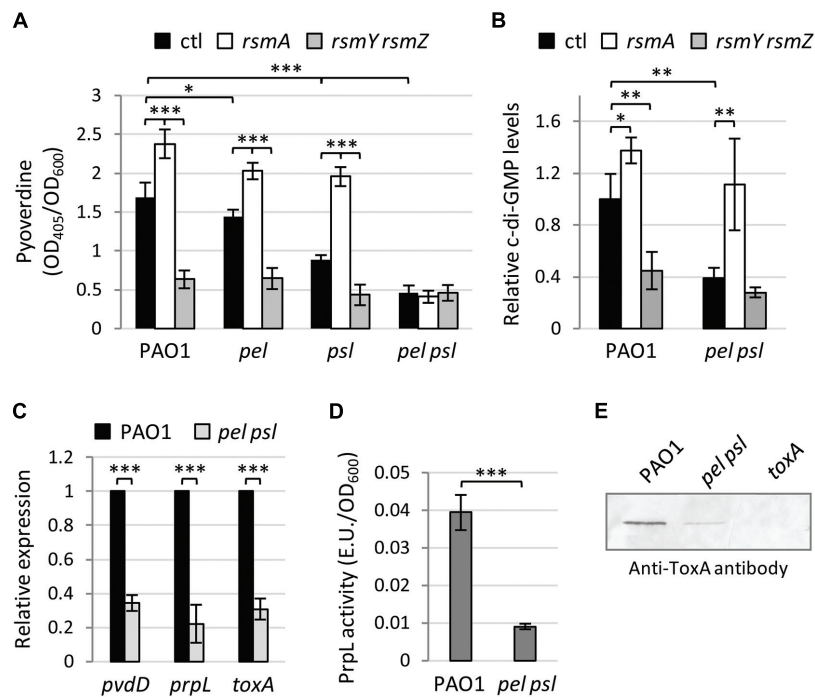 A
ctl rsmA rsmY rsmZ
***
*
*** *** ***
3
2.5
2
1.5
1
0.5
0
Pyoverdine
(OD405/OD600)
PAO1 pel psl pel psl
B
ctl rsmA rsmY rsmZ
**
**
* **
1.6
1.2
0.8
0.4
0
Relative c-di-GMP levels
PAO1 pel psl
C
PAO1 pel psl
*** *** ***
1.2
1
0.8
0.6
0.4
0.2
0
Relative expression
pvdD prpL toxA
D
***
0.05
0.04
0.03
0.02
0.01
0
PrpL activity (E.U./OD600)
PAO1 pel psl
E
PAO1 pel psl toxA
Anti-ToxA antibody